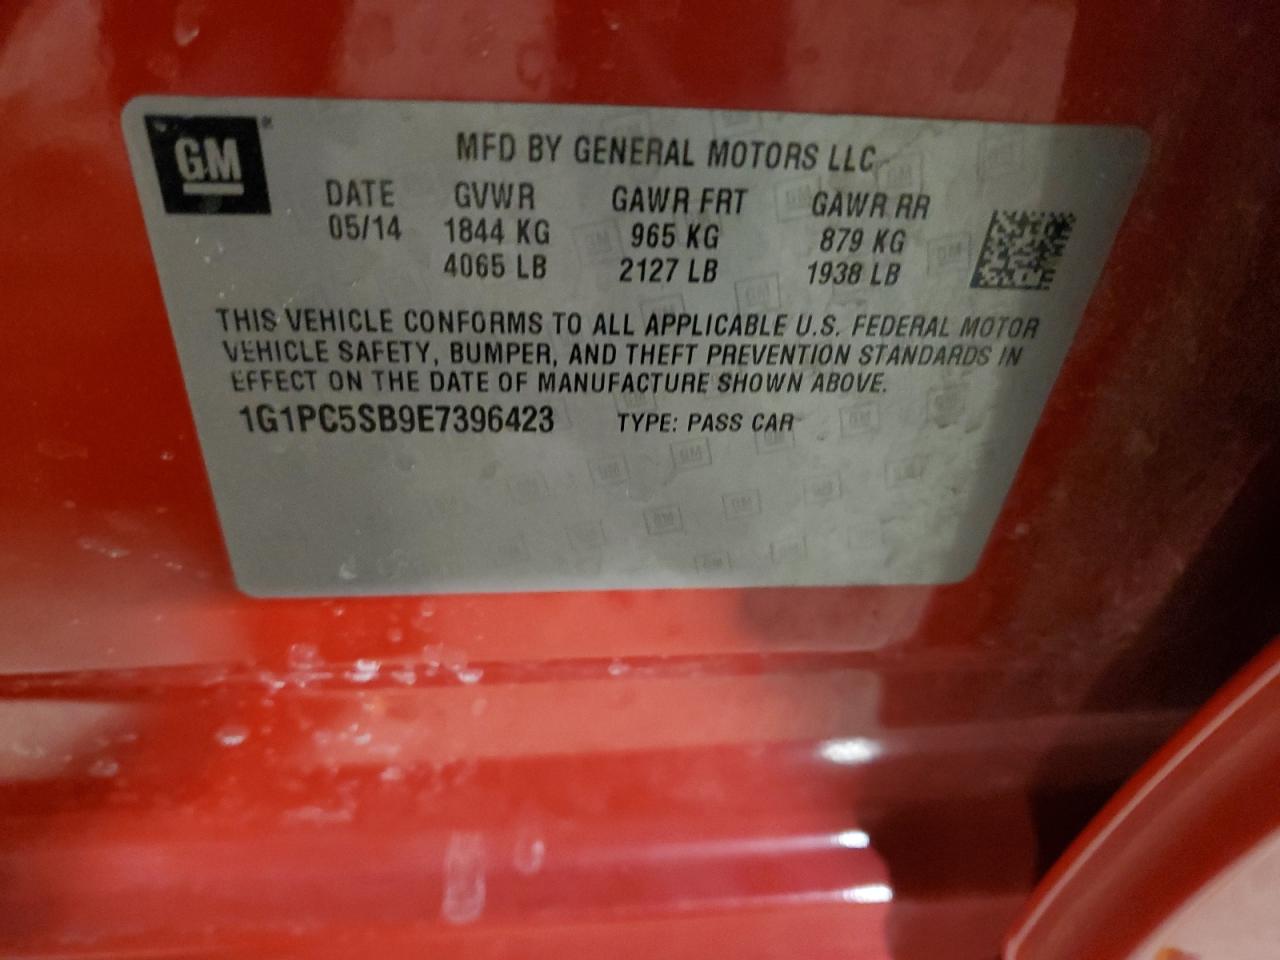 GM
MFD BY GENERAL MOTORS LLC
DATE GVWR GAWR FRT GAWR RR
05/14 1844 KG 965 KG 879 KG
4065 LB 2127 LB 1938 LB
THIS VEHICLE CONFORMS TO ALL APPLICABLE U.S. FEDERAL MOTOR
VEHICLE SAFETY, BUMPER, AND THEFT PREVENTION STANDARDS IN
EFFECT ON THE DATE OF MANUFACTURE SHOWN ABOVE.
1G1PC5SB9E7396423 TYPE: PASS CAR